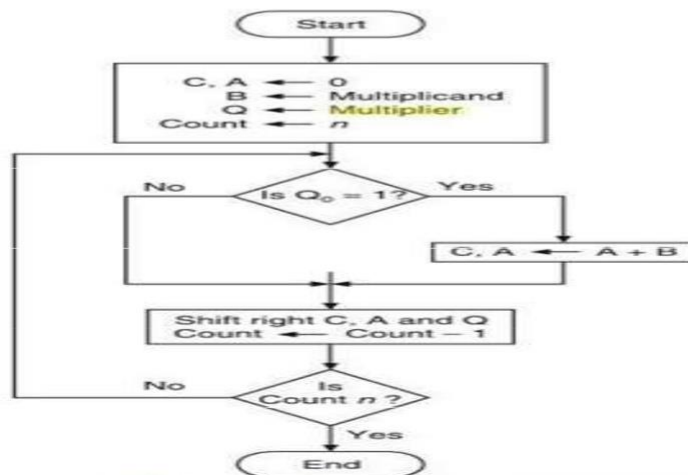 Start
C, A ← 0
B ← Multiplicand
Q ← Multiplier
Count ← n
Is Q₀ = 1?
No
Yes
C, A ← A + B
Shift right C, A and Q
Count ← Count – 1
Is
Count n ?
No
Yes
End